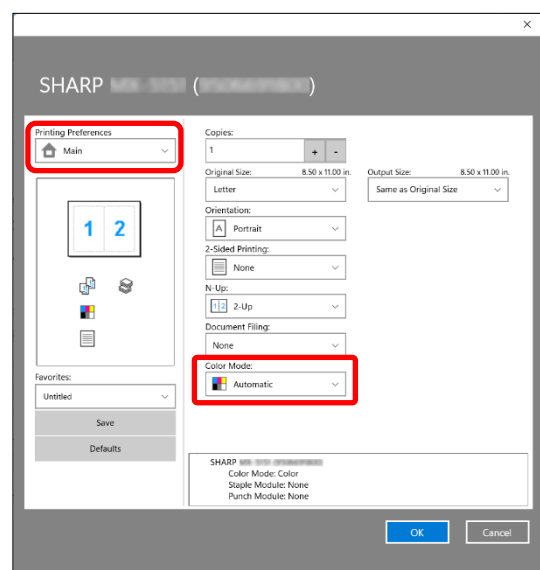 SHARP ( )
Printing Preferences
Main
1 2
Favorites:
Untitled
Save
Defaults
Copies:
1 + -
Original Size: 8.50 x 11.00 in.
Letter
Output Size: 8.50 x 11.00 in.
Same as Original Size
Orientation:
A Portrait
2-Sided Printing:
None
N-Up:
1 2 2-Up
Document Filing:
None
Color Mode:
Automatic
SHARP
Color Mode: Color
Staple Module: None
Punch Module: None
OK Cancel